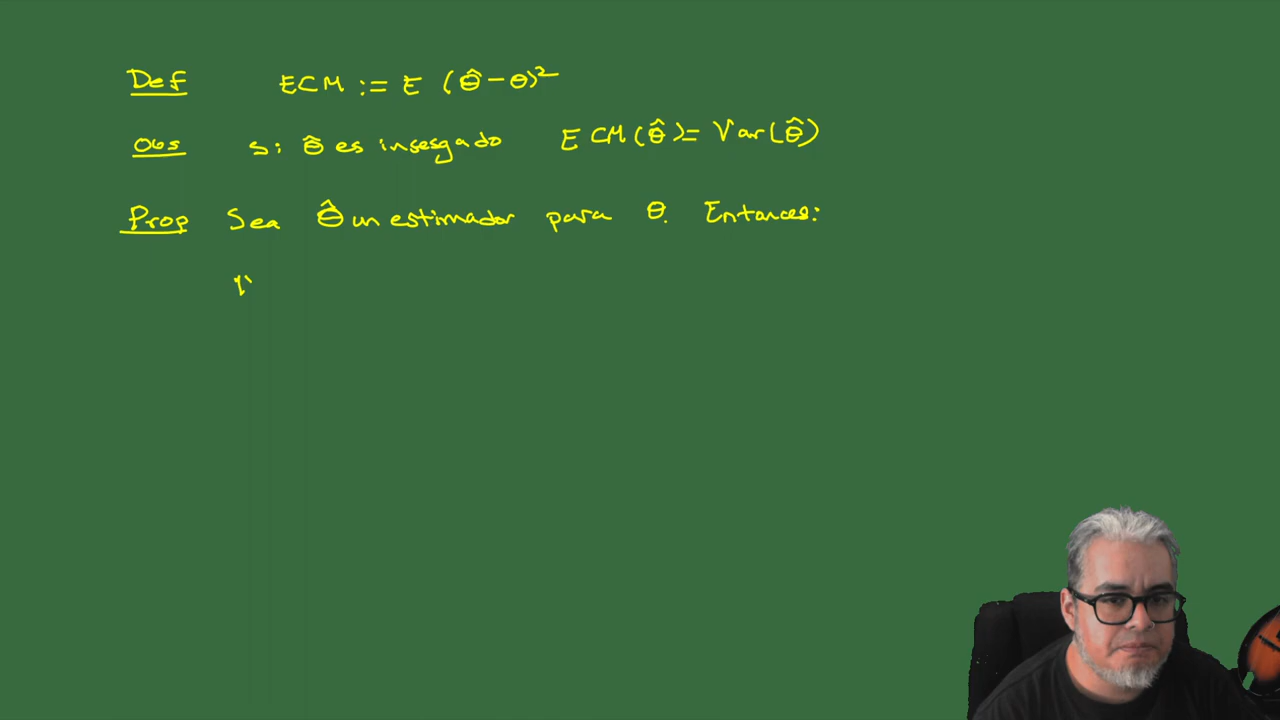 Def ECM := E (θ̂ - θ)²
Obs Si θ̂ es insesgado ECM(θ̂) = Var(θ̂)
Prop Sea θ̂ un estimador para θ. Entonces: